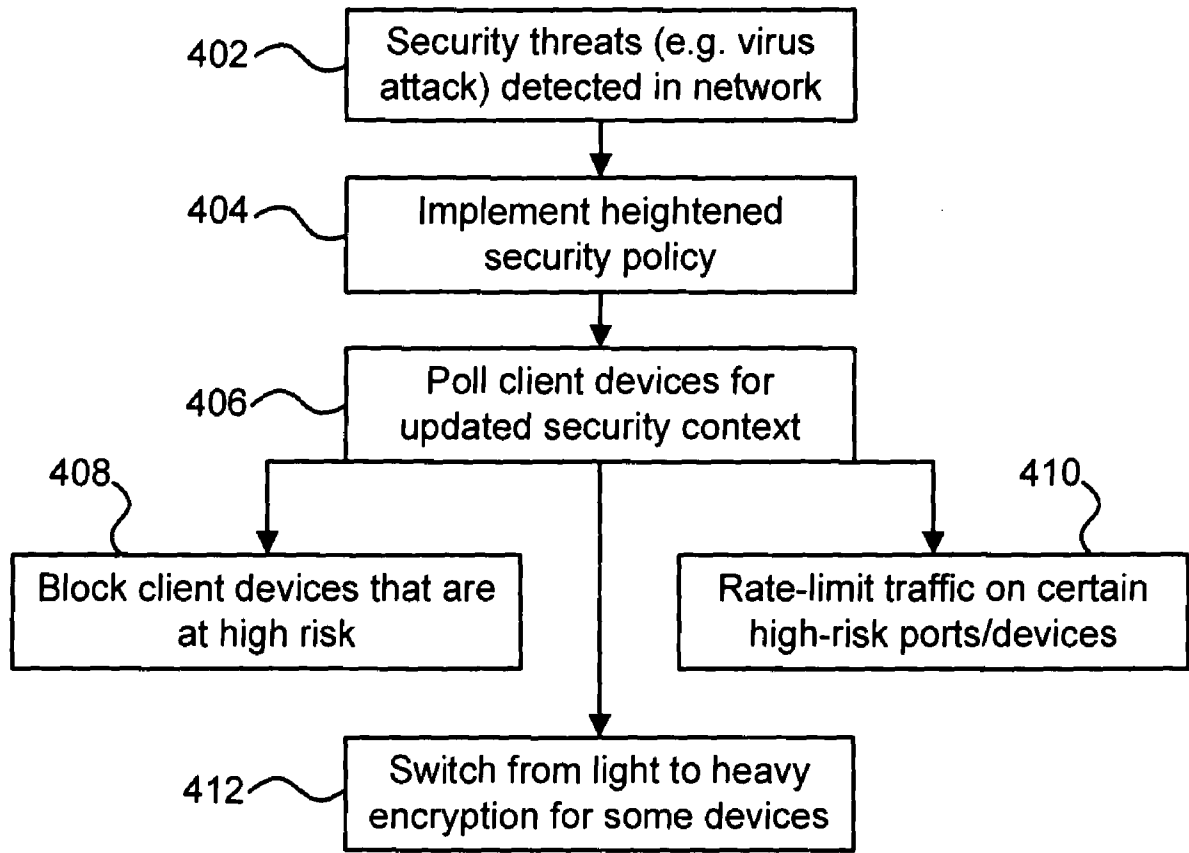 402
Security threats (e.g. virus
attack) detected in network
404
Implement heightened
security policy
406
Poll client devices for
updated security context
408
Block client devices that are
at high risk
410
Rate-limit traffic on certain
high-risk ports/devices
412
Switch from light to heavy
encryption for some devices